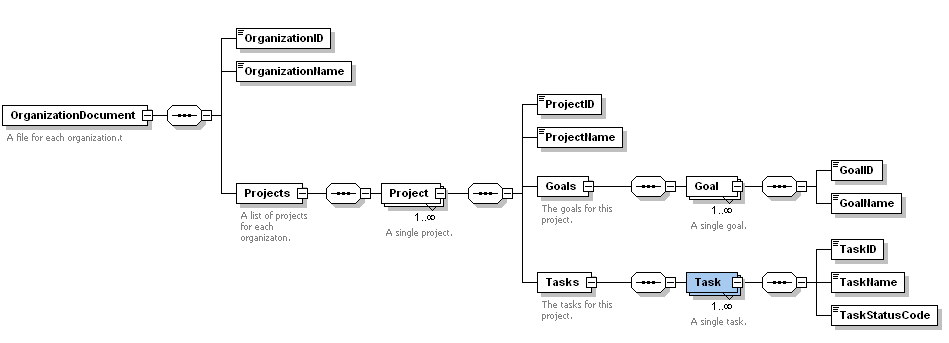 OrganizationID
OrganizationName
OrganizationDocument
A file for each organization.t
Projects
A list of projects
for each
organizaton.
Project
1..∞
A single project.
ProjectID
ProjectName
Goals
The goals for this
project.
Goal
1..∞
A single goal.
GoalID
GoalName
Tasks
The tasks for this
project.
Task
1..∞
A single task.
TaskID
TaskName
TaskStatusCode